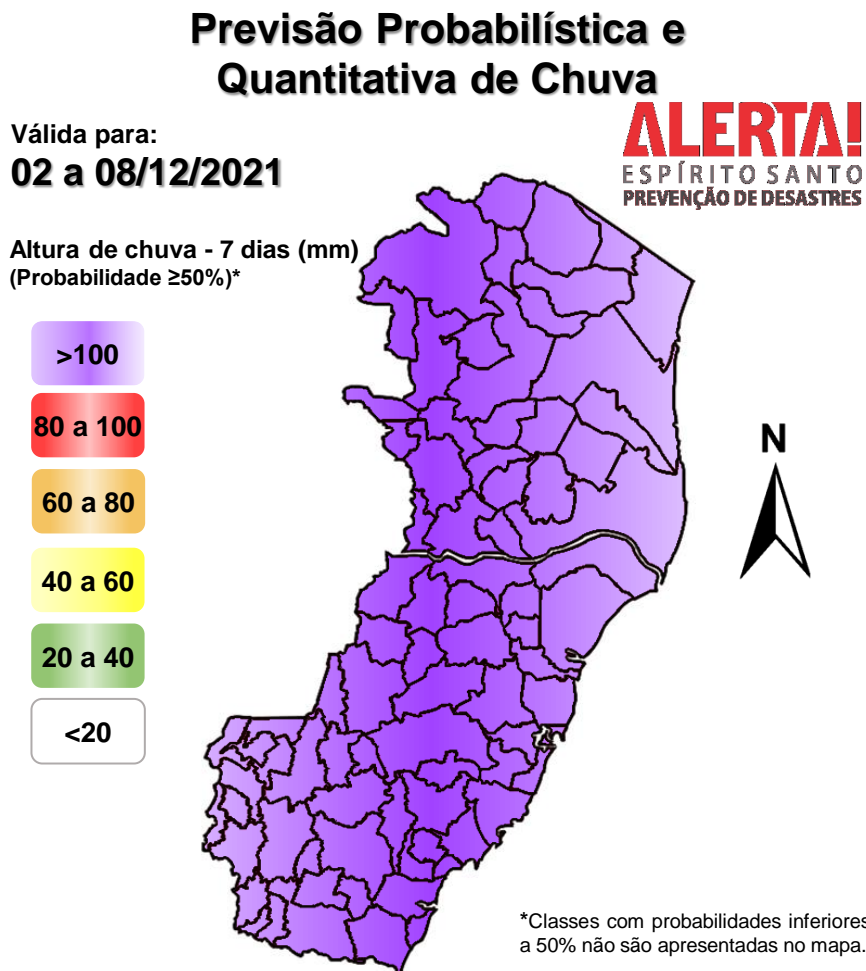 Previsão Probabilística e
Quantitativa de Chuva
Válida para:
02 a 08/12/2021
ALERTA!
ESPÍRITO SANTO
PREVENÇÃO DE DESASTRES
Altura de chuva - 7 dias (mm)
(Probabilidade ≥50%)*
>100
80 a 100
60 a 80
40 a 60
20 a 40
<20
N
*Classes com probabilidades inferiores
a 50% não são apresentadas no mapa.